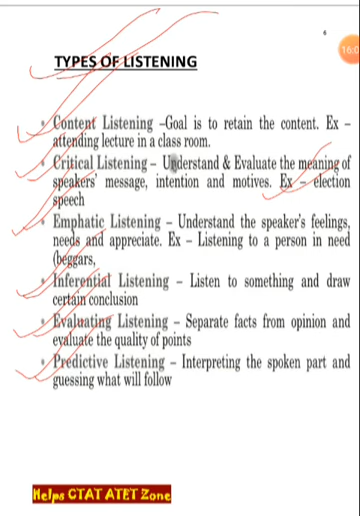 16:0
TYPES OF LISTENING
• Content Listening –Goal is to retain the content. Ex –
attending lecture in a class room.
• Critical Listening – Understand & Evaluate the meaning of
speakers' message, intention and motives. Ex – election
speech
• Emphatic Listening – Understand the speaker's feelings,
needs and appreciate. Ex – Listening to a person in need
(beggars,
• Inferential Listening – Listen to something and draw
certain conclusion
• Evaluating Listening – Separate facts from opinion and
evaluate the quality of points
• Predictive Listening – Interpreting the spoken part and
guessing what will follow
Helps CTAT ATET Zone